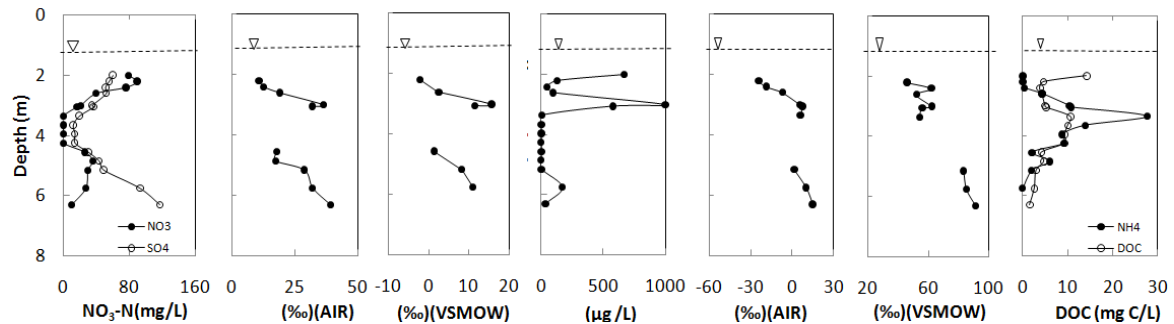 0
2
4
6
8
Depth (m)
NO3
SO4
0 80 160
NO₃-N(mg/L)
0 25 50
(‰)(AIR)
-10 0 10 20
(‰)(VSMOW)
0 1000
(µg /L)
-60 -30 0 30
(‰)(AIR)
20 60 100
(‰)(VSMOW)
NH4
DOC
0 10 20 30
DOC (mg C/L)